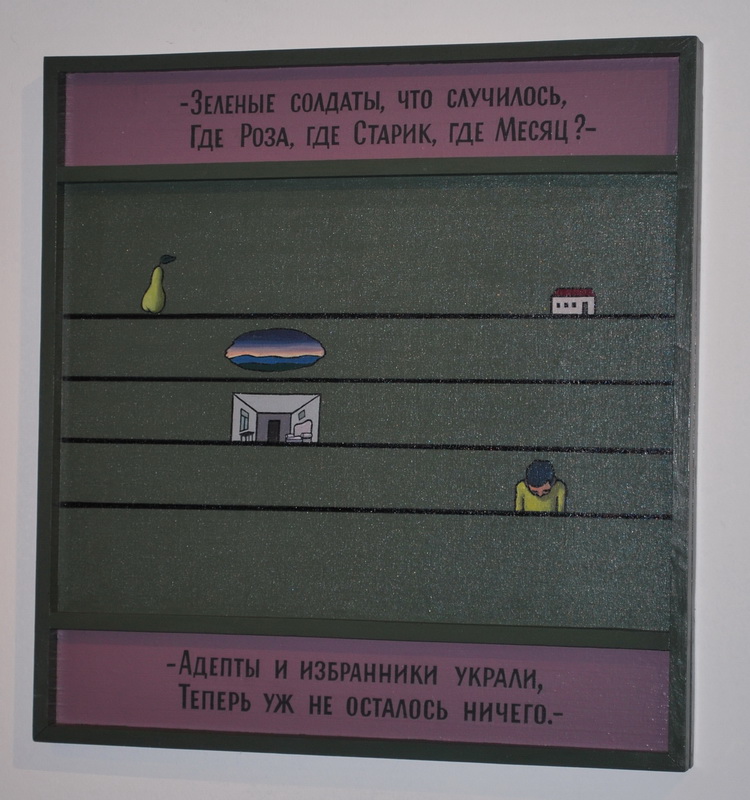 -Зеленые солдаты, что случилось,
Где Роза, где Старик, где Месяц?-
-Адепты и избранники украли,
Теперь уж не осталось ничего.-